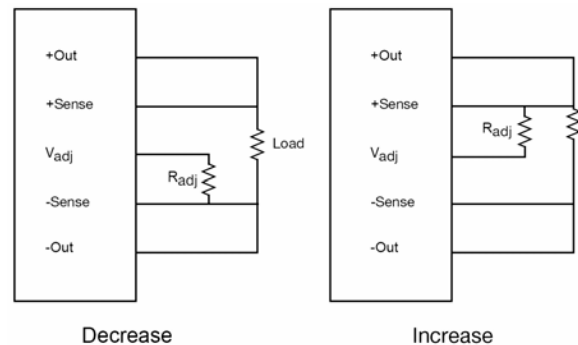 +Out
+Sense
Vadj
-Sense
-Out
Radj
Load
Decrease
+Out
+Sense
Vadj
-Sense
-Out
Radj
Increase